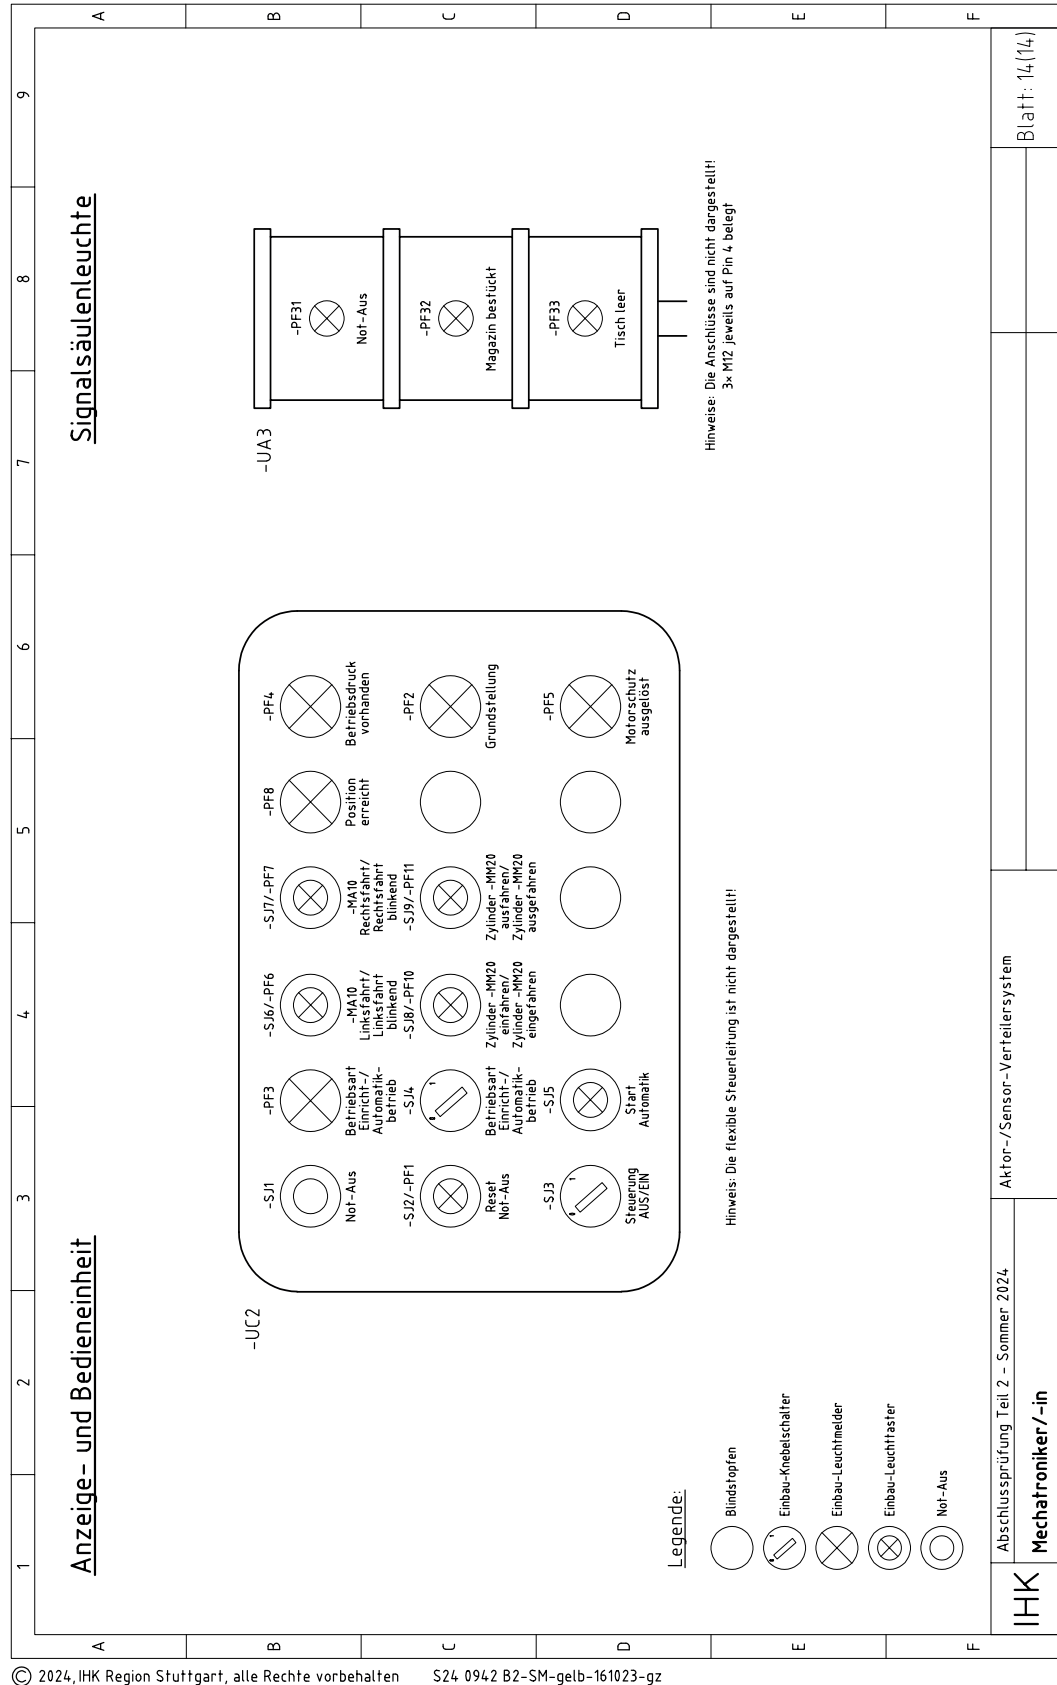 1 2 3 4 5 6 7 8 9
A
B
C
D
E
F
A
B
C
D
E
F
Anzeige- und Bedieneinheit
Signalsäulenleuchte
-UC2
-SJ1
Not-Aus
-PF3
Betriebsart
Einricht-/
Automatik-
betrieb
-SJ6/-PF6
-MA10
Linksfahrt/
Linksfahrt
blinkend
-SJ7/-PF7
-MA10
Rechtsfahrt/
Rechtsfahrt
blinkend
-PF8
Position
erreicht
-PF4
Betriebsdruck
vorhanden
-SJ2/-PF1
Reset
Not-Aus
-SJ4
0 1
Betriebsart
Einricht-/
Automatik-
betrieb
-SJ8/-PF10
Zylinder -MM20
einfahren/
Zylinder -MM20
eingefahren
-SJ9/-PF11
Zylinder -MM20
ausfahren/
Zylinder -MM20
ausgefahren
-PF2
Grundstellung
-SJ3
0 1
Steuerung
AUS/EIN
-SJ5
Start
Automatik
-PF5
Motorschutz
ausgelöst
Hinweis: Die flexible Steuerleitung ist nicht dargestellt!
-UA3
-PF31
Not-Aus
-PF32
Magazin bestückt
-PF33
Tisch leer
Hinweise: Die Anschlüsse sind nicht dargestellt!
3x M12 jeweils auf Pin 4 belegt
Legende:
Blindstopfen
0 1
Einbau-Knebelschalter
Einbau-Leuchtmelder
Einbau-Leuchttaster
Not-Aus
IHK
Abschlussprüfung Teil 2 - Sommer 2024
Mechatroniker/-in
Aktor-/Sensor-Verteilersystem
Blatt: 14(14)
© 2024, IHK Region Stuttgart, alle Rechte vorbehalten S24 0942 B2-SM-gelb-161023-gz